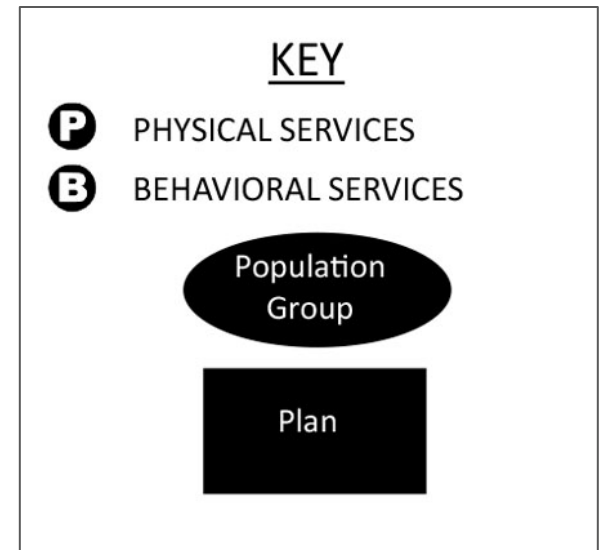 KEY
P PHYSICAL SERVICES
B BEHAVIORAL SERVICES
Population
Group
Plan